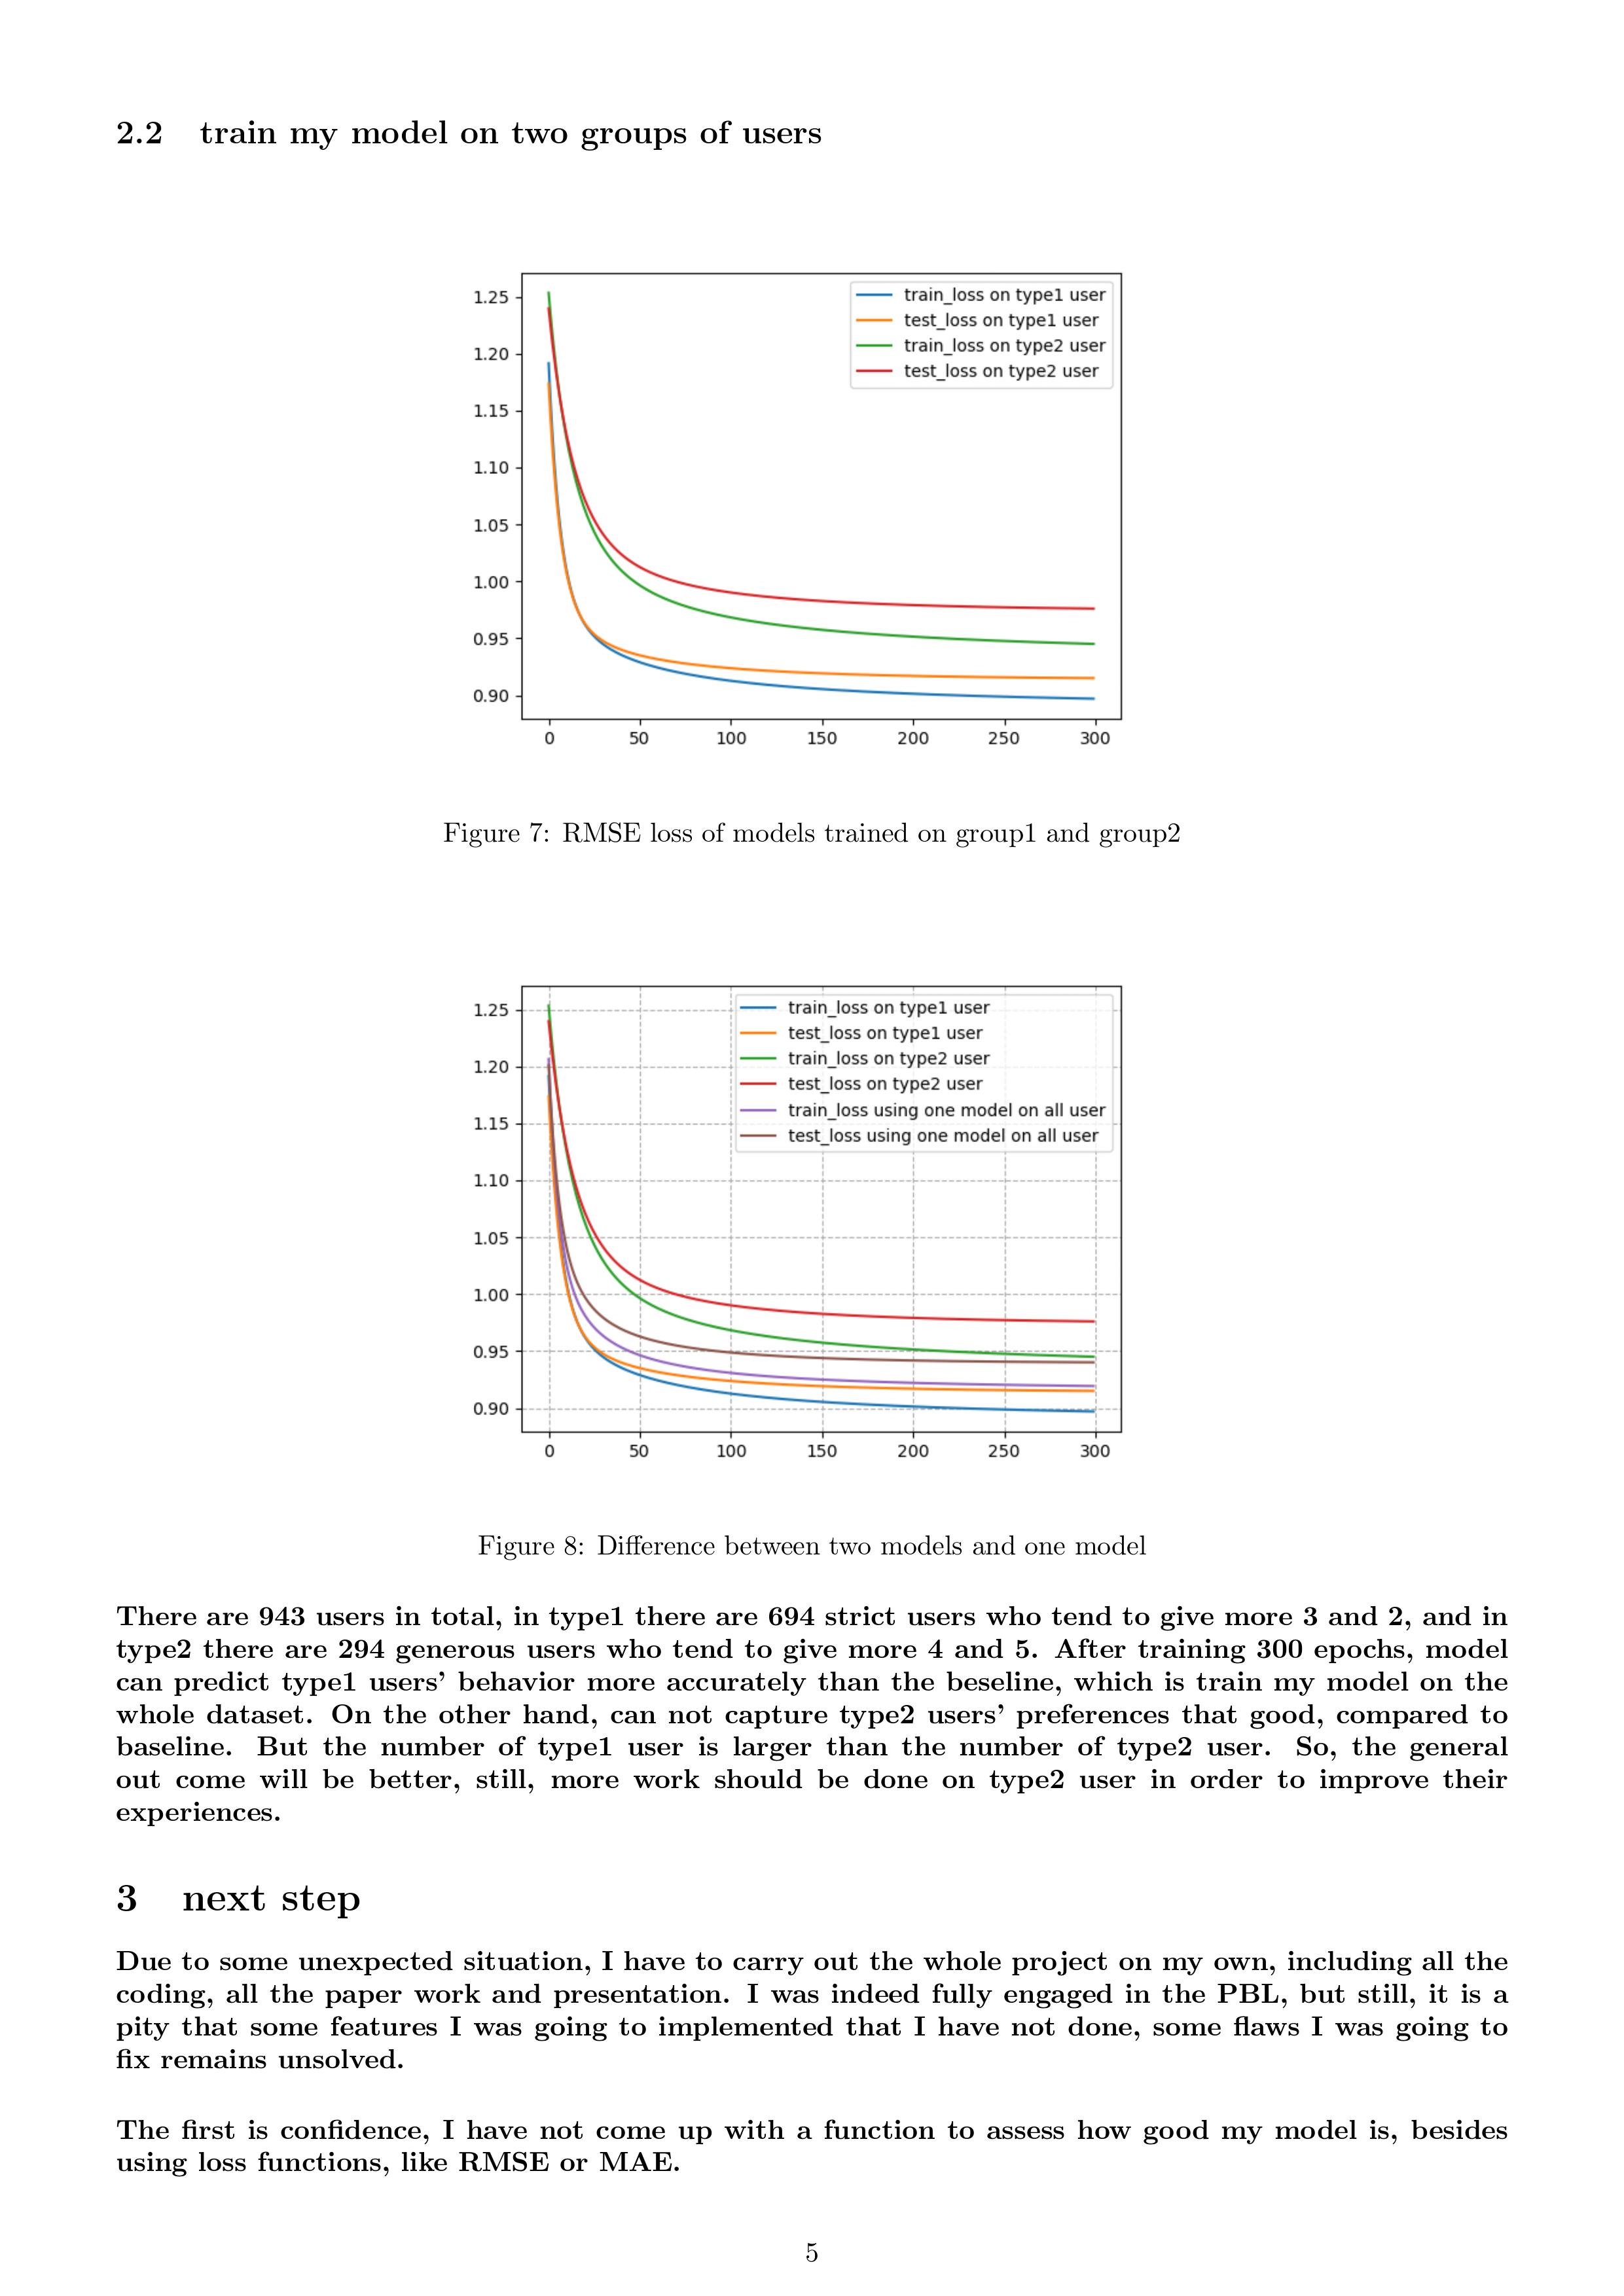 2.2 train my model on two groups of users
1.25
1.20
1.15
1.10
1.05
1.00
0.95
0.90
0 50 100 150 200 250 300
train_loss on type1 user
test_loss on type1 user
train_loss on type2 user
test_loss on type2 user
Figure 7: RMSE loss of models trained on group1 and group2
1.25
1.20
1.15
1.10
1.05
1.00
0.95
0.90
0 50 100 150 200 250 300
train_loss on type1 user
test_loss on type1 user
train_loss on type2 user
test_loss on type2 user
train_loss using one model on all user
test_loss using one model on all user
Figure 8: Difference between two models and one model
There are 943 users in total, in type1 there are 694 strict users who tend to give more 3 and 2, and in
type2 there are 294 generous users who tend to give more 4 and 5. After training 300 epochs, model
can predict type1 users' behavior more accurately than the beseline, which is train my model on the
whole dataset. On the other hand, can not capture type2 users' preferences that good, compared to
baseline. But the number of type1 user is larger than the number of type2 user. So, the general
out come will be better, still, more work should be done on type2 user in order to improve their
experiences.
3 next step
Due to some unexpected situation, I have to carry out the whole project on my own, including all the
coding, all the paper work and presentation. I was indeed fully engaged in the PBL, but still, it is a
pity that some features I was going to implemented that I have not done, some flaws I was going to
fix remains unsolved.
The first is confidence, I have not come up with a function to assess how good my model is, besides
using loss functions, like RMSE or MAE.
5